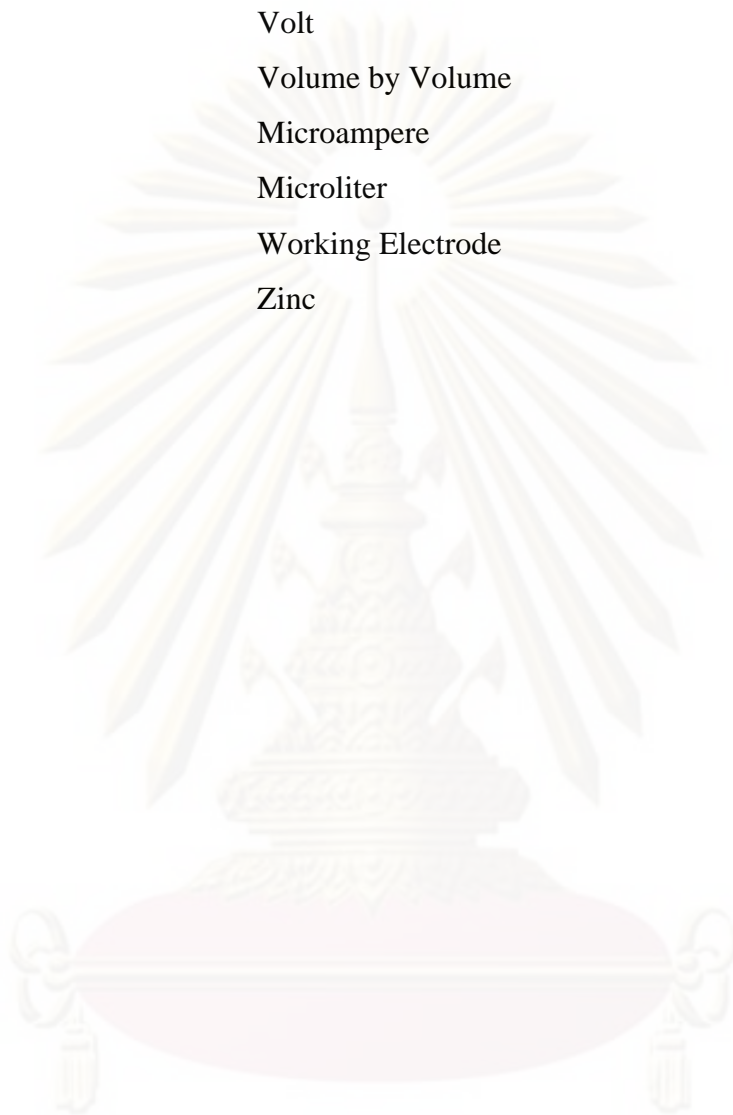 Volt
Volume by Volume
Microampere
Microliter
Working Electrode
Zinc